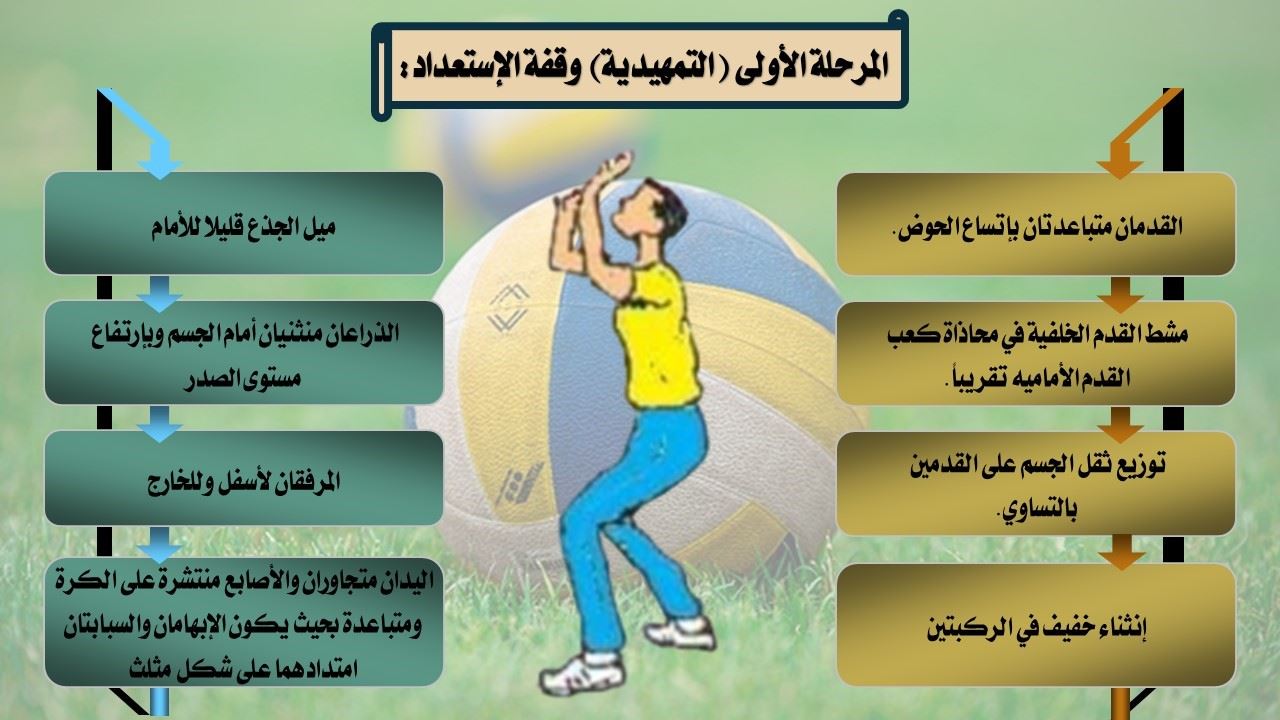 المرحلة الأولى (التمهيدية) وقفة الإستعداد :
القدمان متباعدتان بإتساع الحوض.
مشط القدم الخلفية في محاذاة كعب
القدم الأماميه تقريباً .
توزيع ثقل الجسم على القدمين
بالتساوي.
إنثناء خفيف في الركبتين
ميل الجذع قليلا للأمام
الذراعان منثنيان أمام الجسم وبإرتفاع
مستوى الصدر
المرفقان لأسفل وللخارج
اليدان متجاوران والأصابع منتشرة على الكرة
ومتباعدة بحيث يكون الإبهامان والسبابتان
امتدادهما على شكل مثلث